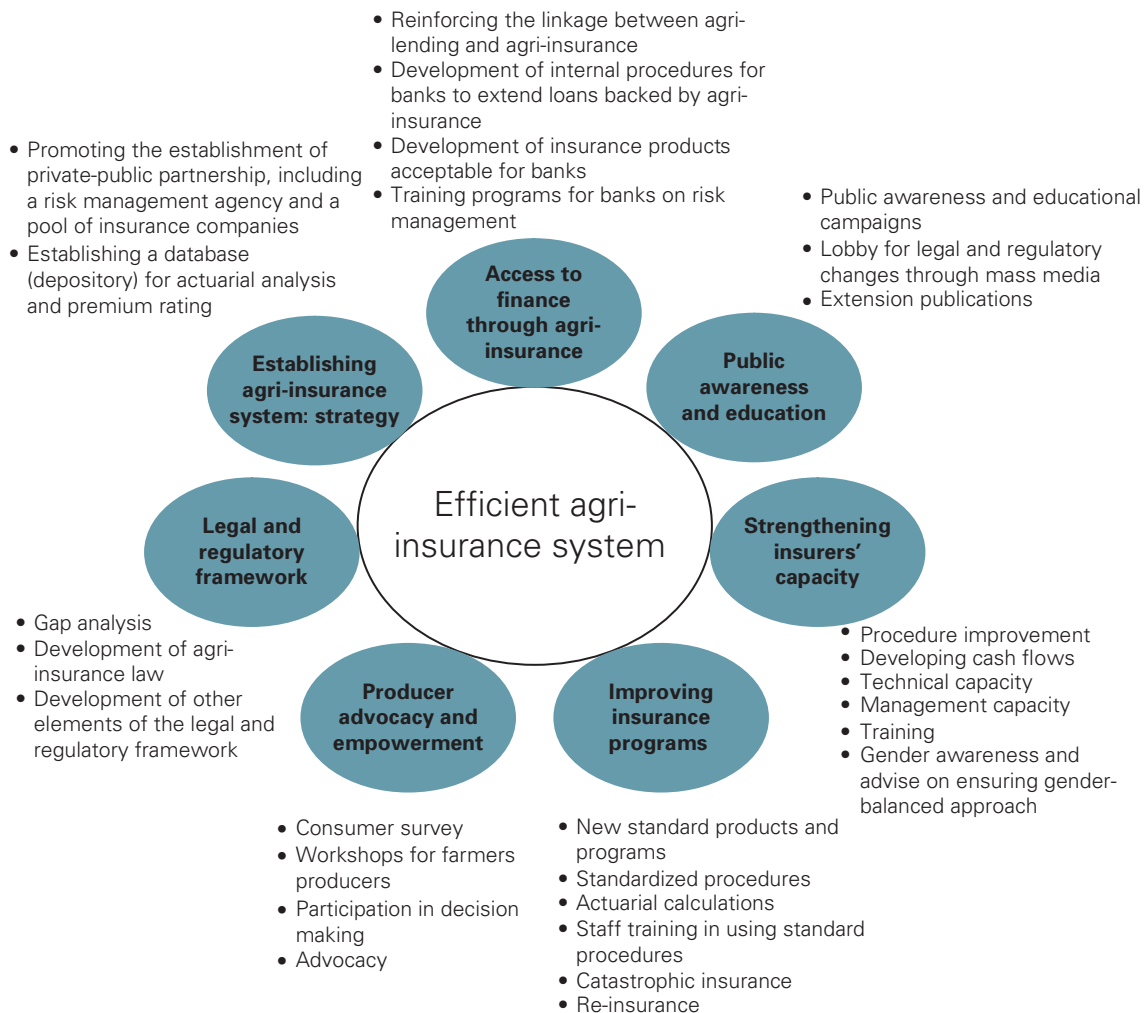 • Reinforcing the linkage between agri-
lending and agri-insurance
• Development of internal procedures for
banks to extend loans backed by agri-
insurance
• Development of insurance products
acceptable for banks
• Training programs for banks on risk
management
• Promoting the establishment of
private-public partnership, including
a risk management agency and a
pool of insurance companies
• Establishing a database
(depository) for actuarial analysis
and premium rating
• Public awareness and educational
campaigns
• Lobby for legal and regulatory
changes through mass media
• Extension publications
Access to
finance
through agri-
insurance
Establishing
agri-insurance
system: strategy
Public
awareness
and education
Efficient agri-
insurance system
Legal and
regulatory
framework
Strengthening
insurers’
capacity
• Gap analysis
• Development of agri-
insurance law
• Development of other
elements of the legal and
regulatory framework
Producer
advocacy and
empowerment
Improving
insurance
programs
• Procedure improvement
• Developing cash flows
• Technical capacity
• Management capacity
• Training
• Gender awareness and
advise on ensuring gender-
balanced approach
• Consumer survey
• Workshops for farmers
producers
• Participation in decision
making
• Advocacy
• New standard products and
programs
• Standardized procedures
• Actuarial calculations
• Staff training in using standard
procedures
• Catastrophic insurance
• Re-insurance